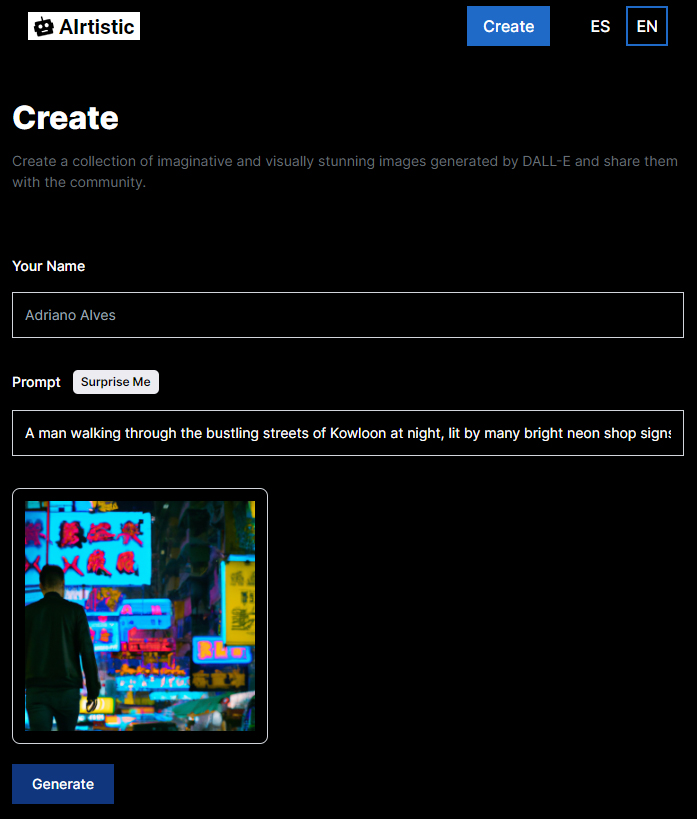 AIrtistic
Create
ES
EN
Create
Create a collection of imaginative and visually stunning images generated by DALL-E and share them
with the community.
Your Name
Adriano Alves
Prompt
Surprise Me
A man walking through the bustling streets of Kowloon at night, lit by many bright neon shop signs
Generate